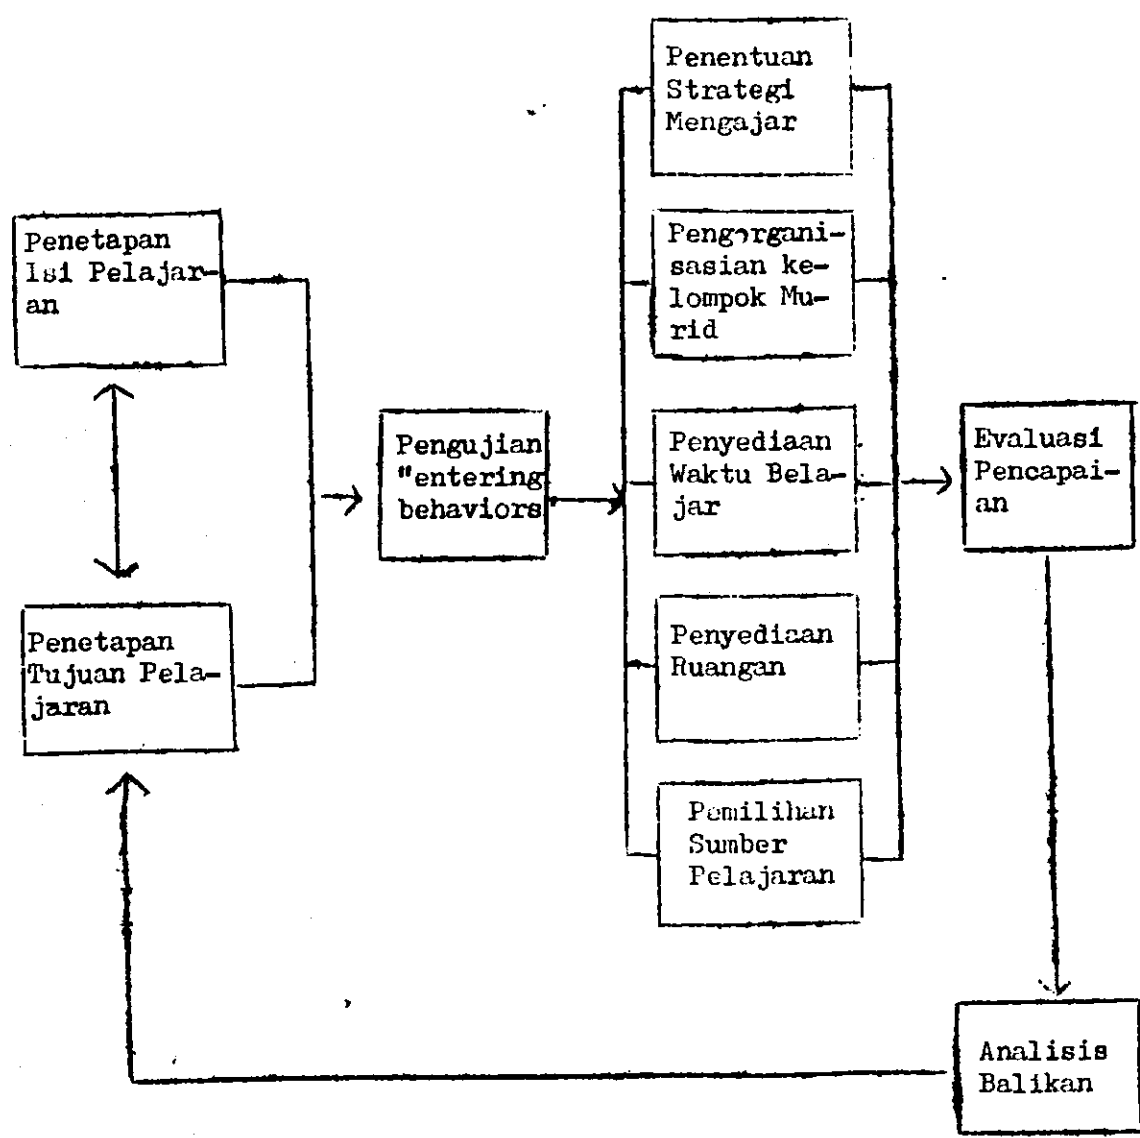 Penetapan
Isi Pelajar-
an
Penetapan
Tujuan Pela-
jaran
Pengujian
"entering
behaviors
Penentuan
Strategi
Mengajar
Pengorgani-
sasian ke-
lompok Mu-
rid
Penyediaan
Waktu Bela-
jar
Penyediaan
Ruangan
Pemilihan
Sumber
Pelajaran
Evaluasi
Pencapai-
an
Analisis
Balikan